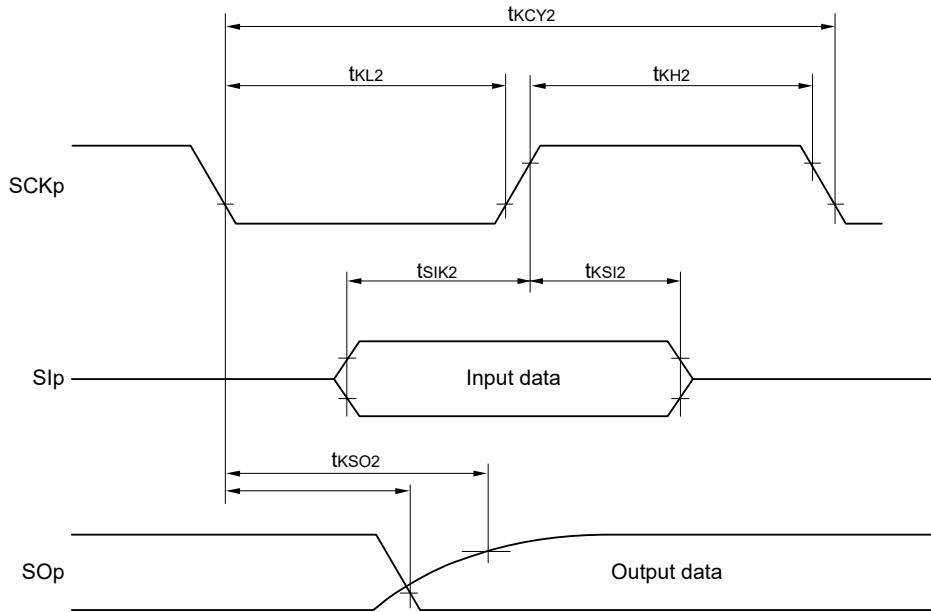 tKCY2
tKL2
tKH2
SCKp
tSIK2
tKSI2
SIp
Input data
tKSO2
SOp
Output data